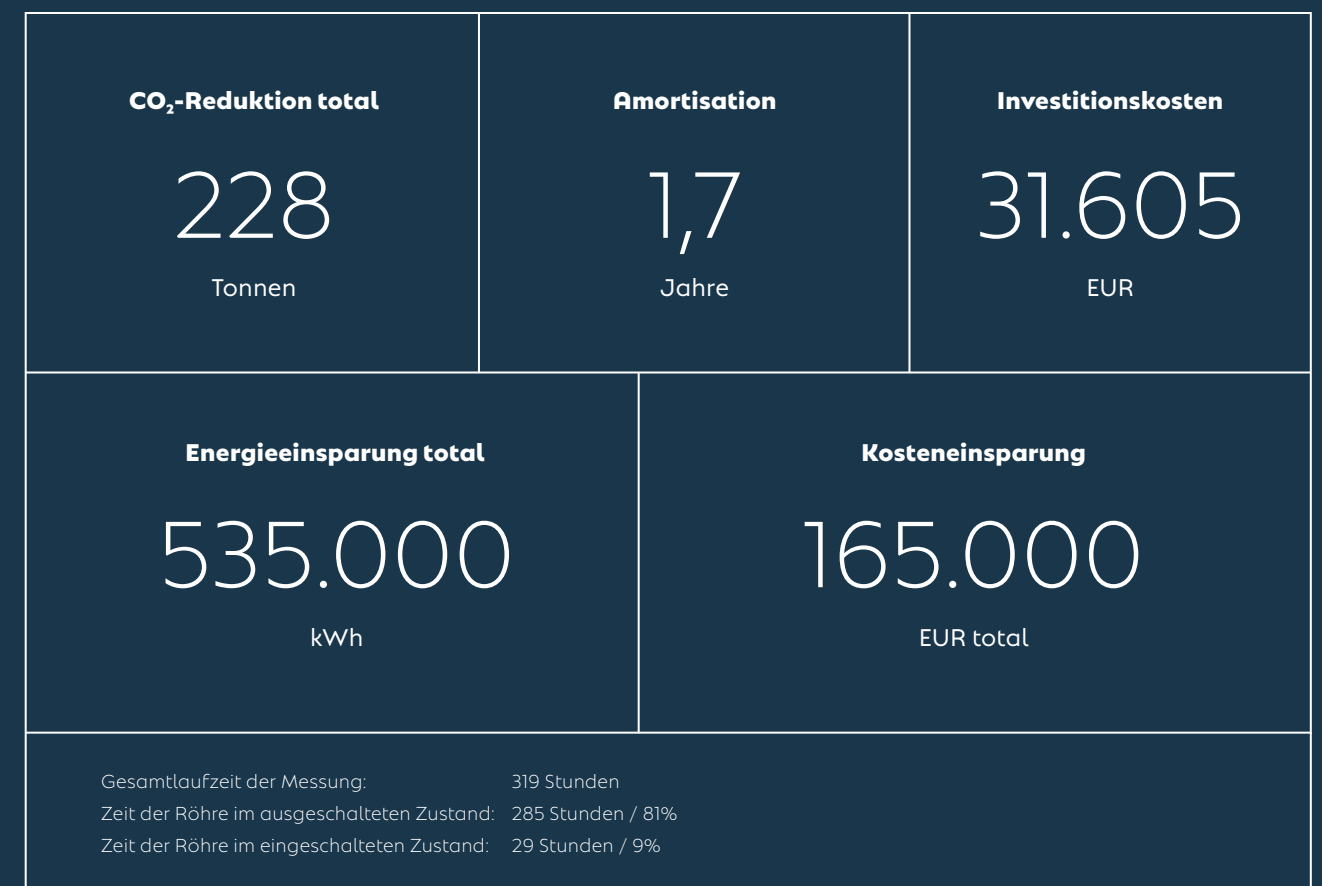 CO₂-Reduktion total
228
Tonnen
Amortisation
1,7
Jahre
Investitionskosten
31.605
EUR
Energieeinsparung total
535.000
kWh
Kosteneinsparung
165.000
EUR total
Gesamtlaufzeit der Messung: 319 Stunden
Zeit der Röhre im ausgeschalteten Zustand: 285 Stunden / 81%
Zeit der Röhre im eingeschalteten Zustand: 29 Stunden / 9%